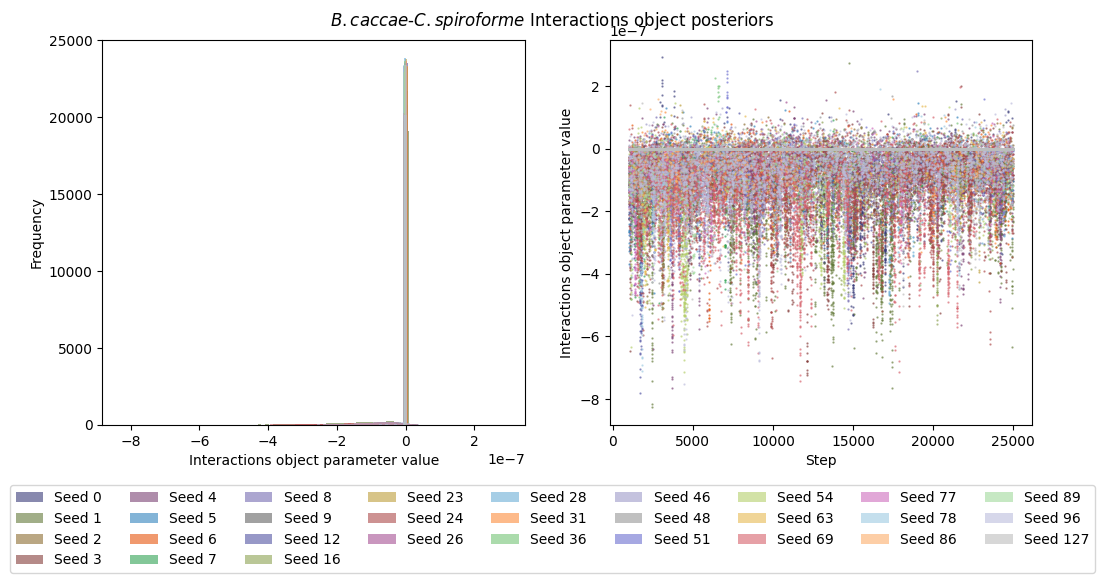 B. caccae-C. spiroforme Interactions object posteriors
25000
20000
15000
10000
5000
0
Frequency
−8 −6 −4 −2 0 2
1e−7
Interactions object parameter value
1e−7
2
0
−2
−4
−6
−8
Interactions object parameter value
0 5000 10000 15000 20000 25000
Step
Seed 0 Seed 4 Seed 8 Seed 23 Seed 28 Seed 46 Seed 54 Seed 77 Seed 89
Seed 1 Seed 5 Seed 9 Seed 24 Seed 31 Seed 48 Seed 63 Seed 78 Seed 96
Seed 2 Seed 6 Seed 12 Seed 26 Seed 36 Seed 51 Seed 69 Seed 86 Seed 127
Seed 3 Seed 7 Seed 16